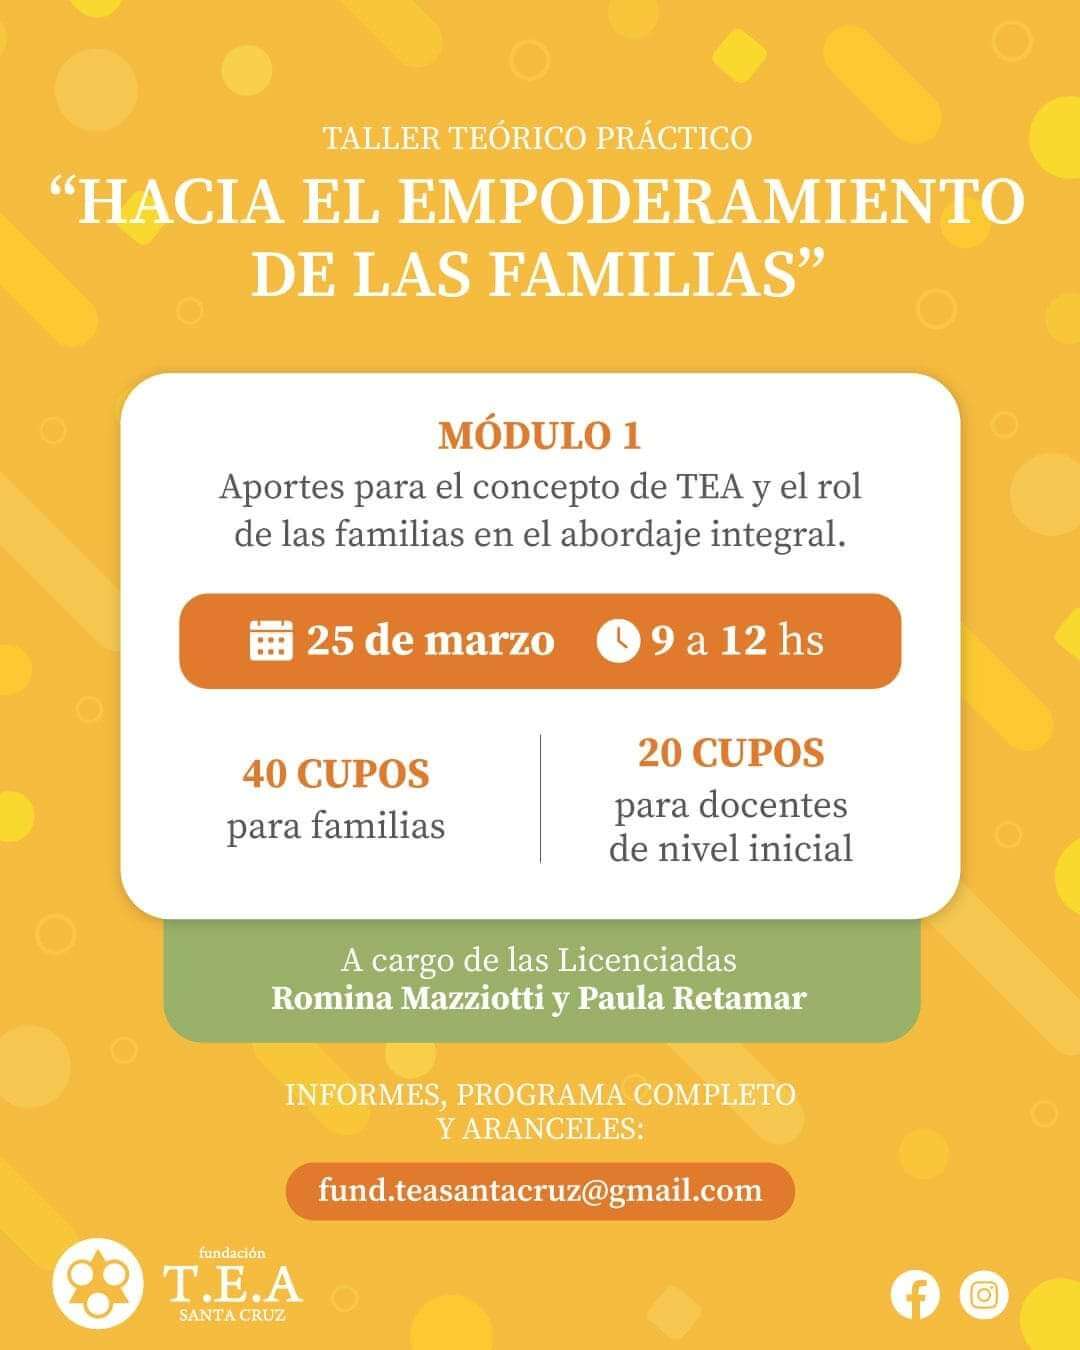 TALLER TEÓRICO PRÁCTICO
“HACIA EL EMPODERAMIENTO
DE LAS FAMILIAS”
MÓDULO 1
Aportes para el concepto de TEA y el rol
de las familias en el abordaje integral.
25 de marzo
9 a 12 hs
40 CUPOS
para familias
20 CUPOS
para docentes
de nivel inicial
A cargo de las Licenciadas
Romina Mazziotti y Paula Retamar
INFORMES, PROGRAMA COMPLETO
Y ARANCELES:
fund.teasantacruz@gmail.com
fundación
T.E.A
SANTA CRUZ